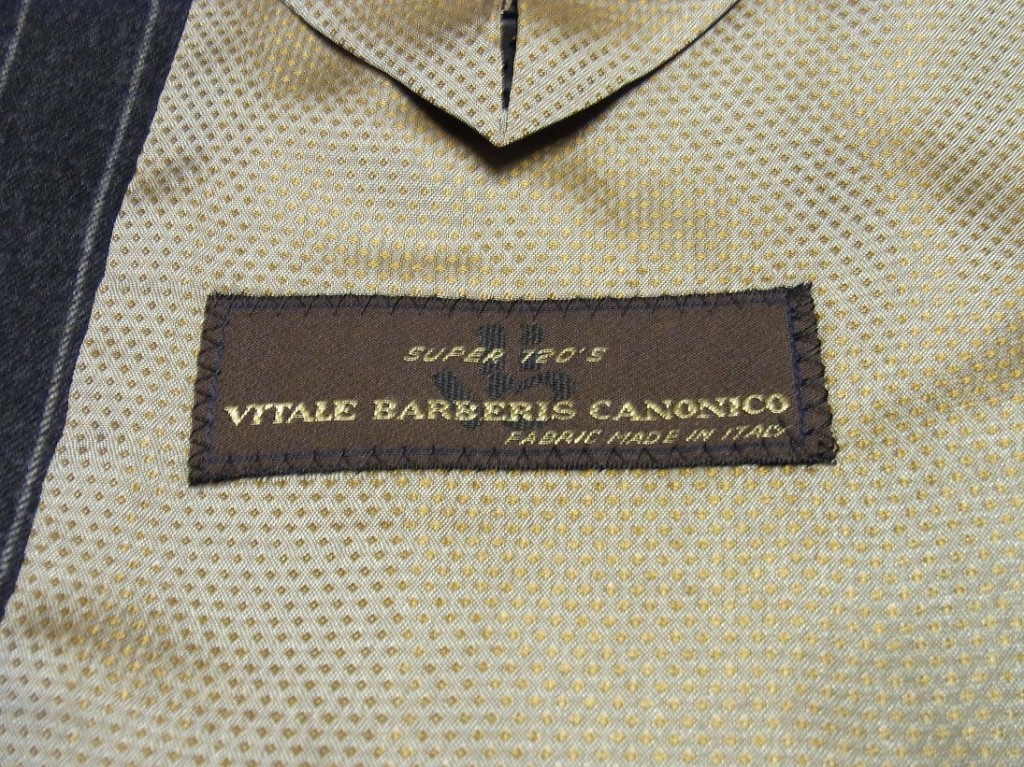 SUPER 120'S
VITALE BARBERIS CANONICO
FABRIC MADE IN ITALY